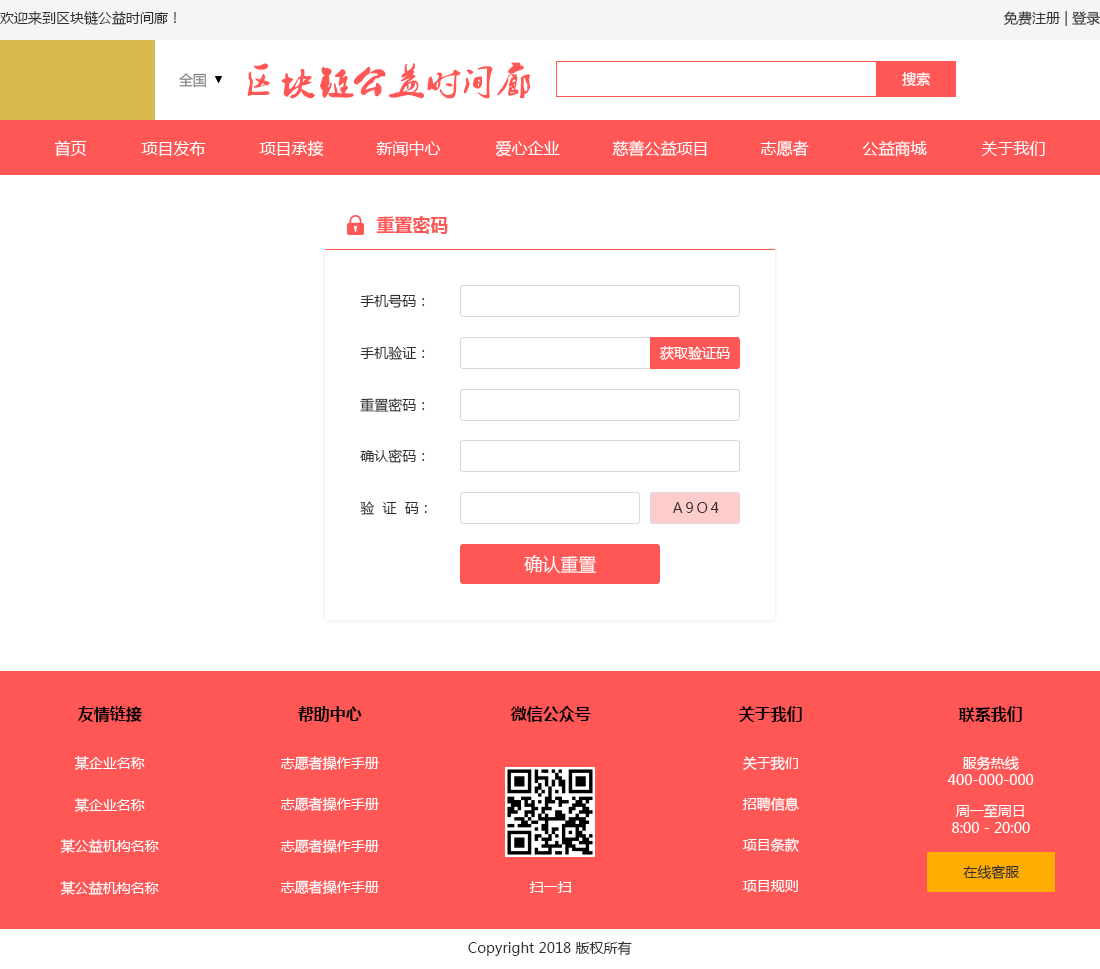 欢迎来到区块链公益时间廊！
免费注册 | 登录
全国 ▼
区块链公益时间廊
搜索
首页 项目发布 项目承接 新闻中心 爱心企业 慈善公益项目 志愿者 公益商城 关于我们
重置密码
手机号码：
手机验证： 获取验证码
重置密码：
确认密码：
验 证 码： A9O4
确认重置
友情链接
某企业名称
某企业名称
某公益机构名称
某公益机构名称
帮助中心
志愿者操作手册
志愿者操作手册
志愿者操作手册
志愿者操作手册
微信公众号
扫一扫
关于我们
关于我们
招聘信息
项目条款
项目规则
联系我们
服务热线
400-000-000
周一至周日
8:00 - 20:00
在线客服
Copyright 2018 版权所有